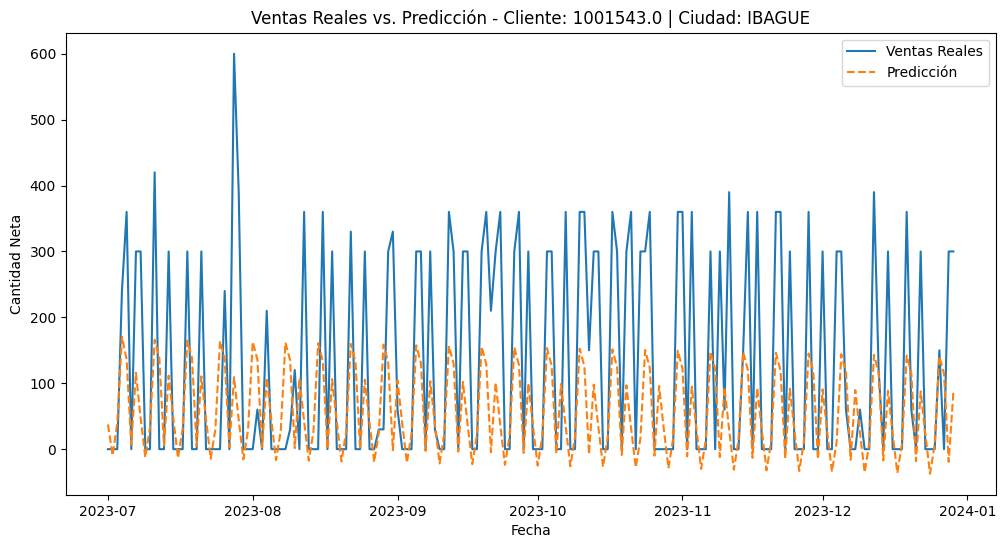 Ventas Reales vs. Predicción - Cliente: 1001543.0 | Ciudad: IBAGUE
Ventas Reales
Predicción
Cantidad Neta
600
500
400
300
200
100
0
2023-07
2023-08
2023-09
2023-10
2023-11
2023-12
2024-01
Fecha